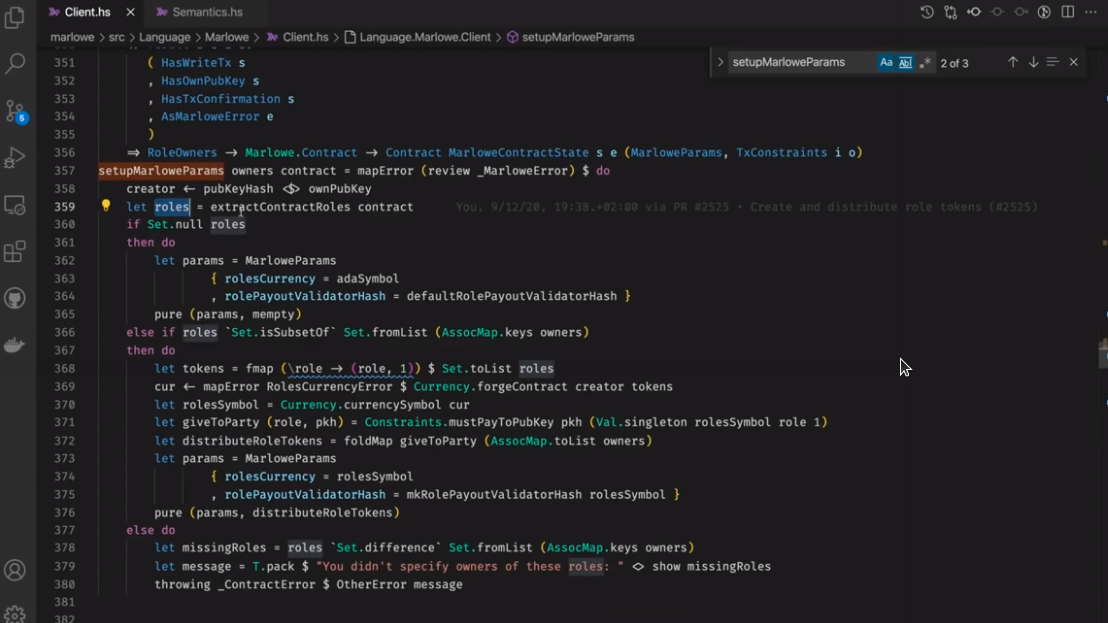 Client.hs Semantics.hs
marlowe > src > Language > Marlowe > Client.hs > Language.Marlowe.Client > setupMarloweParams
setupMarloweParams Aa Abl .* 2 of 3
351 ( HasWriteTx s
352 , HasOwnPubKey s
353 , HasTxConfirmation s
354 , AsMarloweError e
355 )
356 ⇒ RoleOwners → Marlowe.Contract → Contract MarloweContractState s e (MarloweParams, TxConstraints i o)
357 setupMarloweParams owners contract = mapError (review _MarloweError) $ do
358 creator ← pubKeyHash <$> ownPubKey
359 let roles = extractContractRoles contract You, 9/12/20, 19:38.+02:00 via PR #2525 • Create and distribute role tokens (#2525)
360 if Set.null roles
361 then do
362 let params = MarloweParams
363 { rolesCurrency = adaSymbol
364 , rolePayoutValidatorHash = defaultRolePayoutValidatorHash }
365 pure (params, mempty)
366 else if roles `Set.isSubsetOf` Set.fromList (AssocMap.keys owners)
367 then do
368 let tokens = fmap (\role → (role, 1)) $ Set.toList roles
369 cur ← mapError RolesCurrencyError $ Currency.forgeContract creator tokens
370 let rolesSymbol = Currency.currencySymbol cur
371 let giveToParty (role, pkh) = Constraints.mustPayToPubKey pkh (Val.singleton rolesSymbol role 1)
372 let distributeRoleTokens = foldMap giveToParty (AssocMap.toList owners)
373 let params = MarloweParams
374 { rolesCurrency = rolesSymbol
375 , rolePayoutValidatorHash = mkRolePayoutValidatorHash rolesSymbol }
376 pure (params, distributeRoleTokens)
377 else do
378 let missingRoles = roles `Set.difference` Set.fromList (AssocMap.keys owners)
379 let message = T.pack $ "You didn't specify owners of these roles: " <> show missingRoles
380 throwing _ContractError $ OtherError message
381
382
5